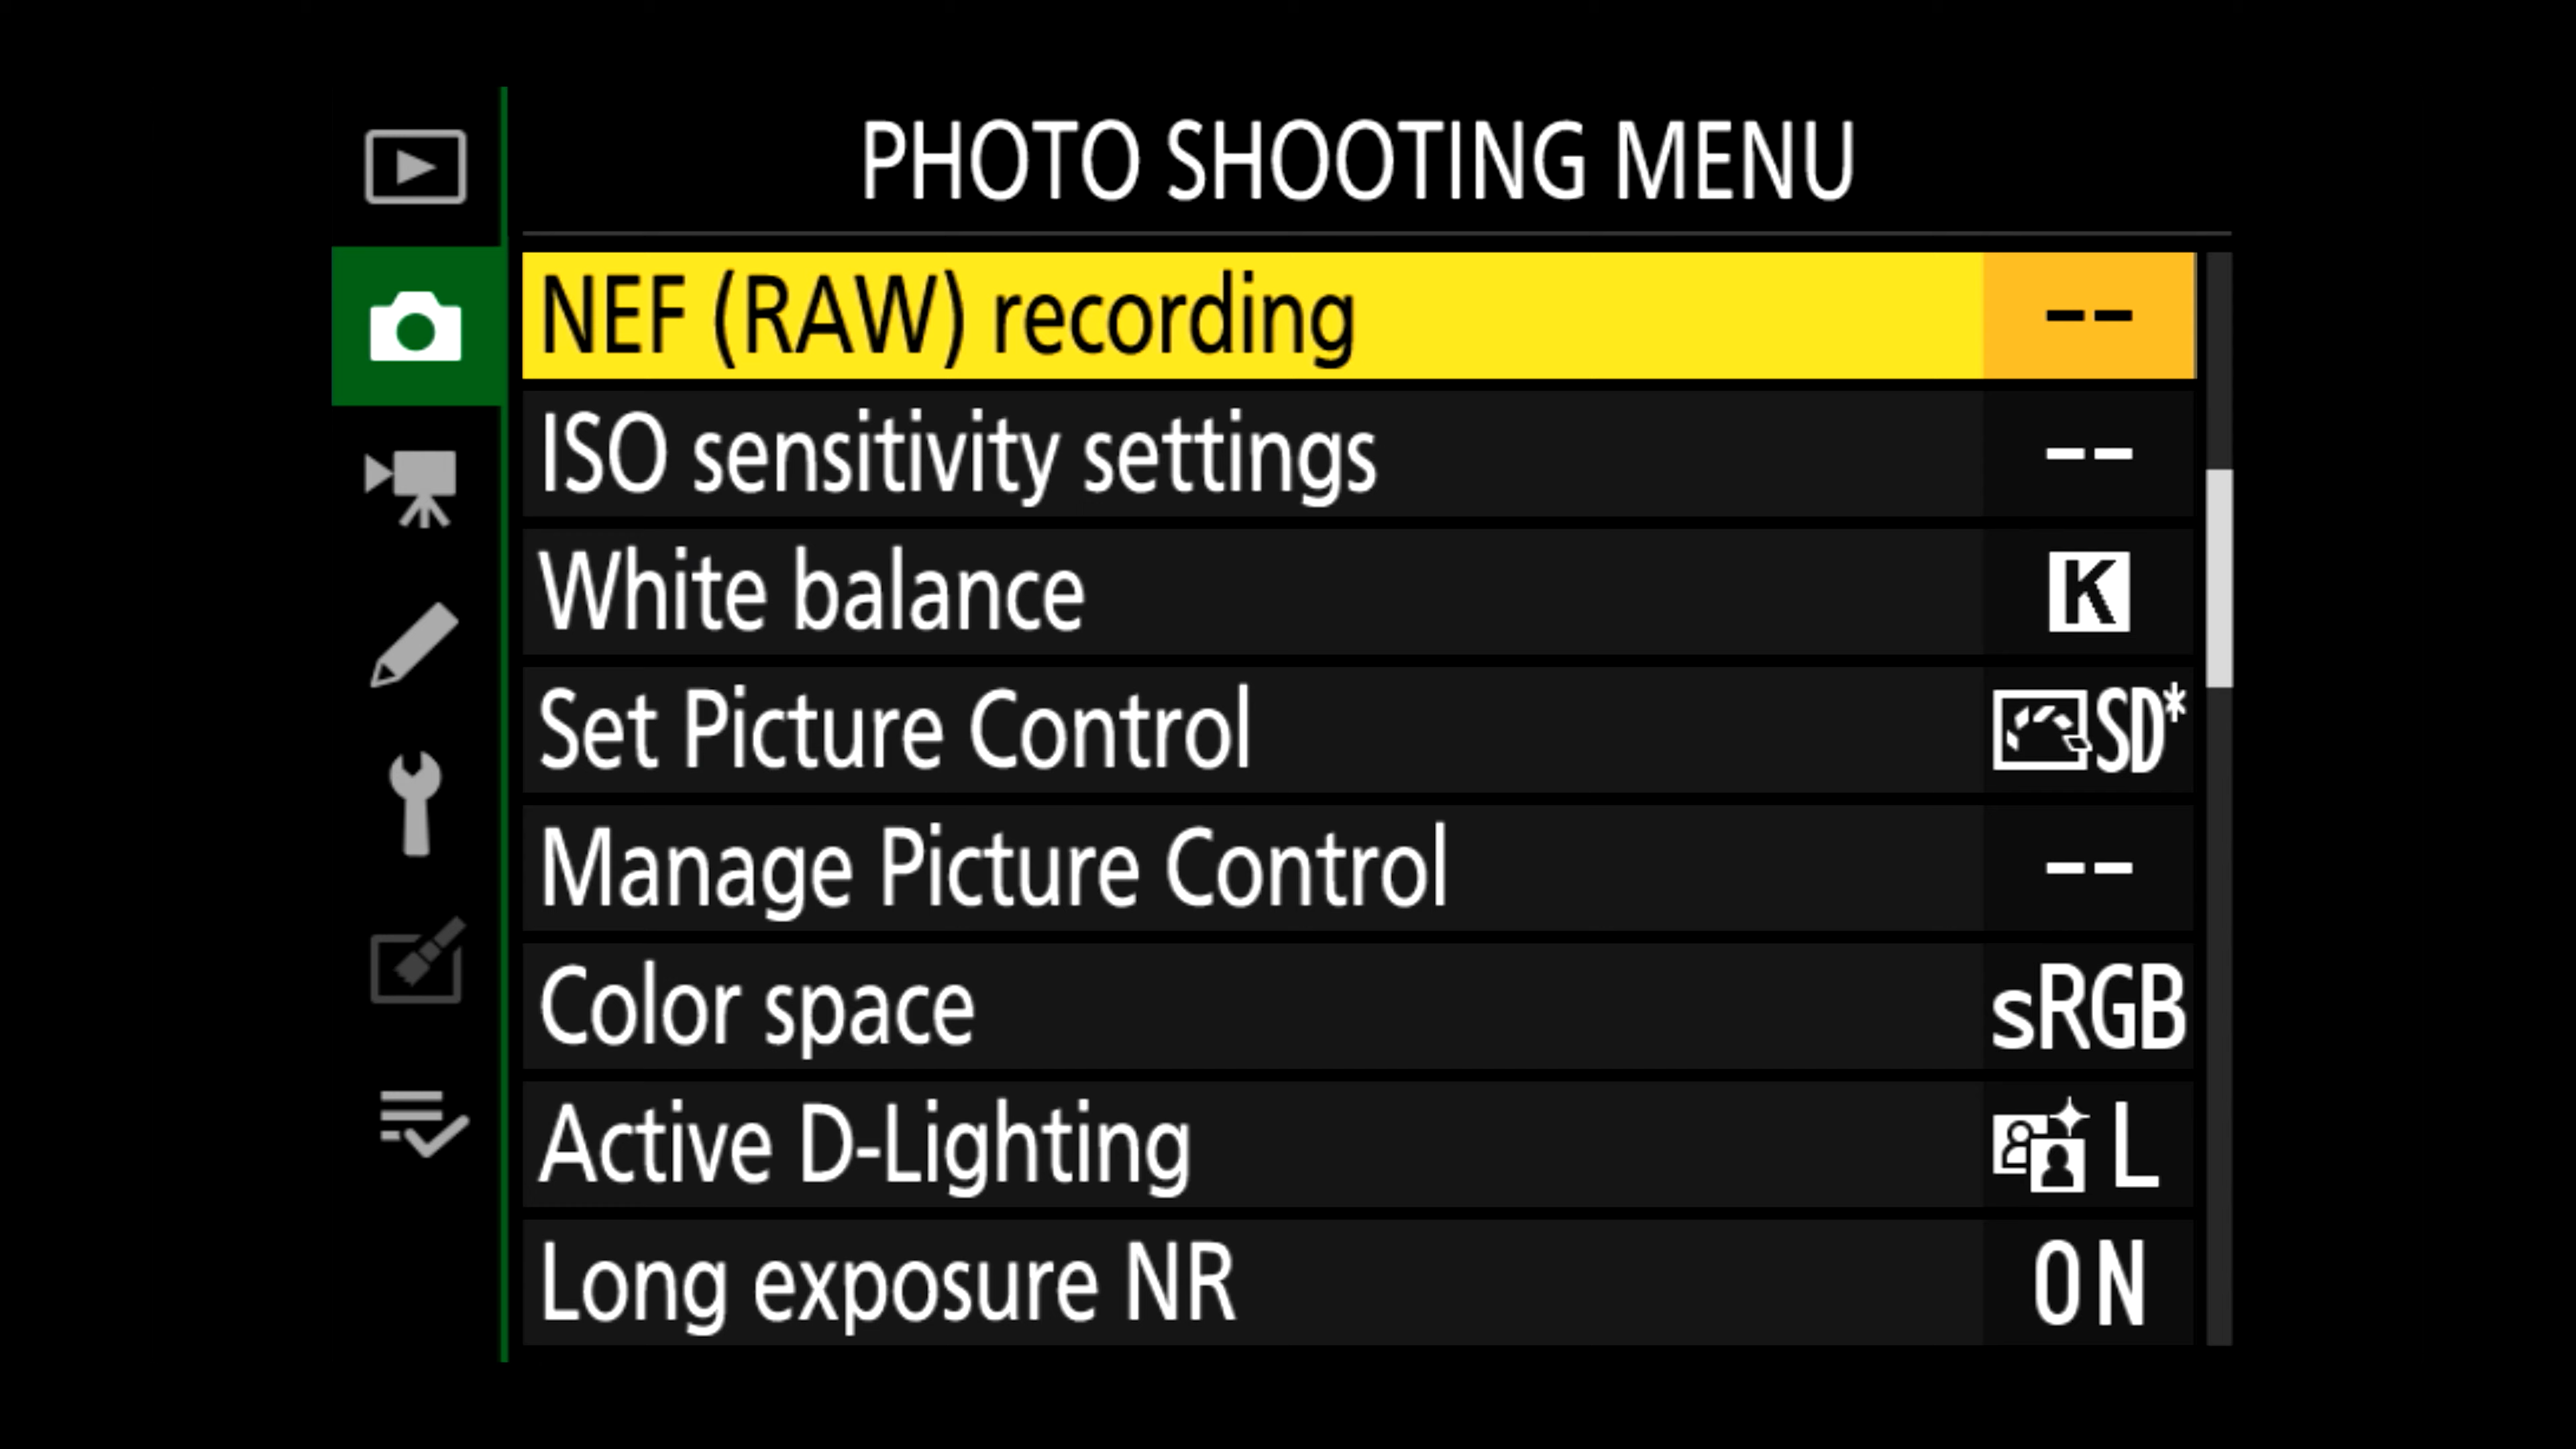 PHOTO SHOOTING MENU
NEF (RAW) recording --
ISO sensitivity settings --
White balance K
Set Picture Control SD*
Manage Picture Control --
Color space sRGB
Active D-Lighting L
Long exposure NR ON